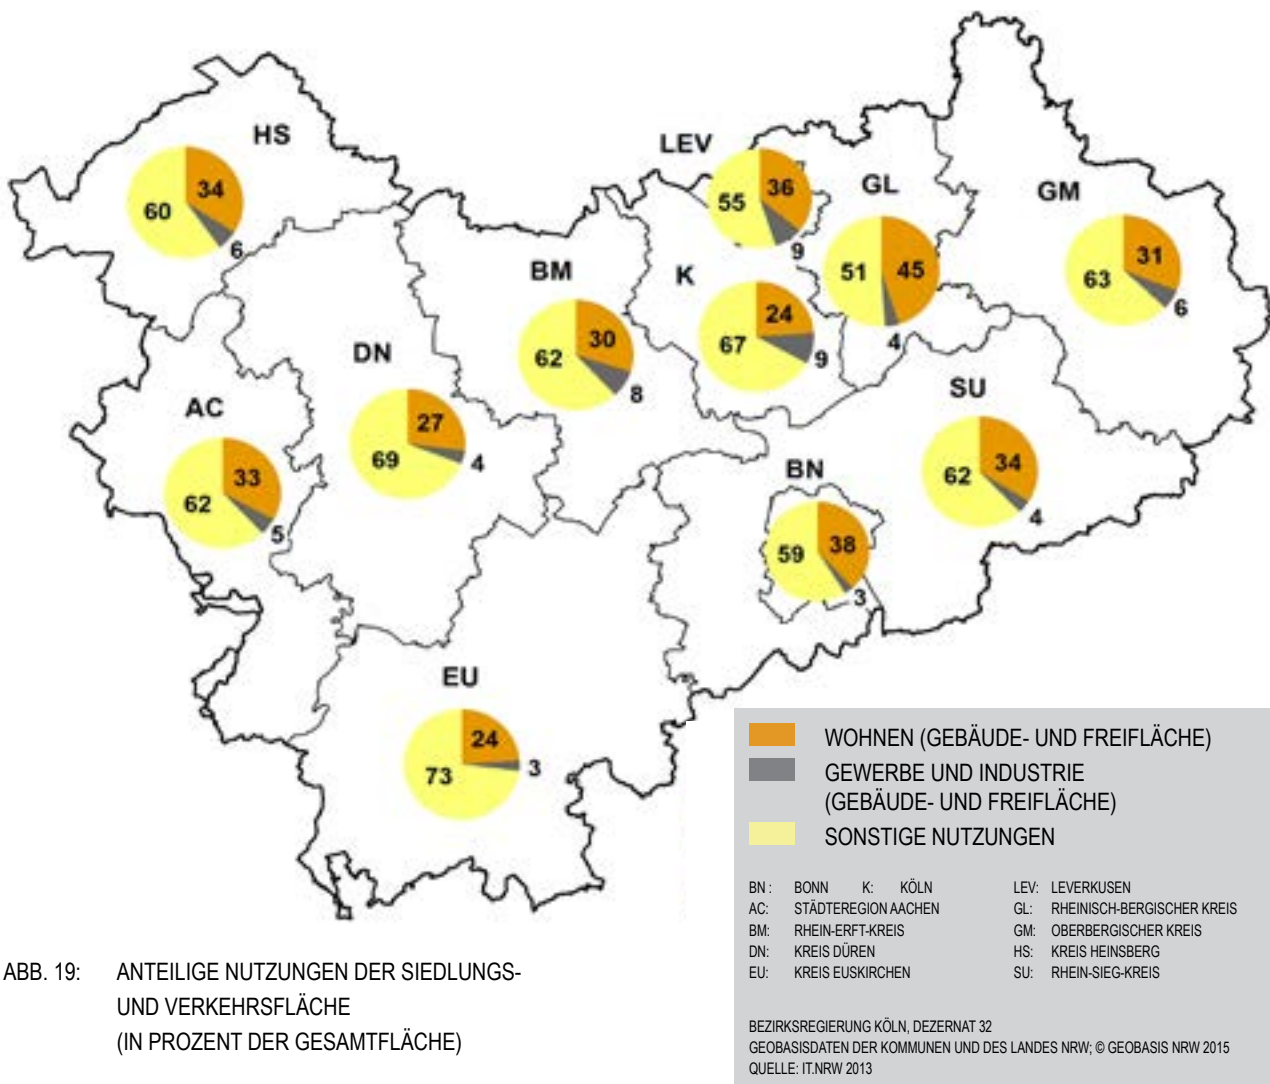 HS
34
60
6
LEV
36
55
9
GL
45
51
4
GM
31
63
6
BM
30
62
8
K
24
67
9
DN
27
69
4
AC
33
62
5
SU
34
62
4
BN
38
59
3
EU
24
73
3
WOHNEN (GEBÄUDE- UND FREIFLÄCHE)
GEWERBE UND INDUSTRIE
(GEBÄUDE- UND FREIFLÄCHE)
SONSTIGE NUTZUNGEN
BN : BONN K: KÖLN LEV: LEVERKUSEN
AC: STÄDTEREGION AACHEN GL: RHEINISCH-BERGISCHER KREIS
BM: RHEIN-ERFT-KREIS GM: OBERBERGISCHER KREIS
DN: KREIS DÜREN HS: KREIS HEINSBERG
EU: KREIS EUSKIRCHEN SU: RHEIN-SIEG-KREIS
BEZIRKSREGIERUNG KÖLN, DEZERNAT 32
GEOBASISDATEN DER KOMMUNEN UND DES LANDES NRW; © GEOBASIS NRW 2015
QUELLE: IT.NRW 2013
ABB. 19: ANTEILIGE NUTZUNGEN DER SIEDLUNGS-
UND VERKEHRSFLÄCHE
(IN PROZENT DER GESAMTFLÄCHE)